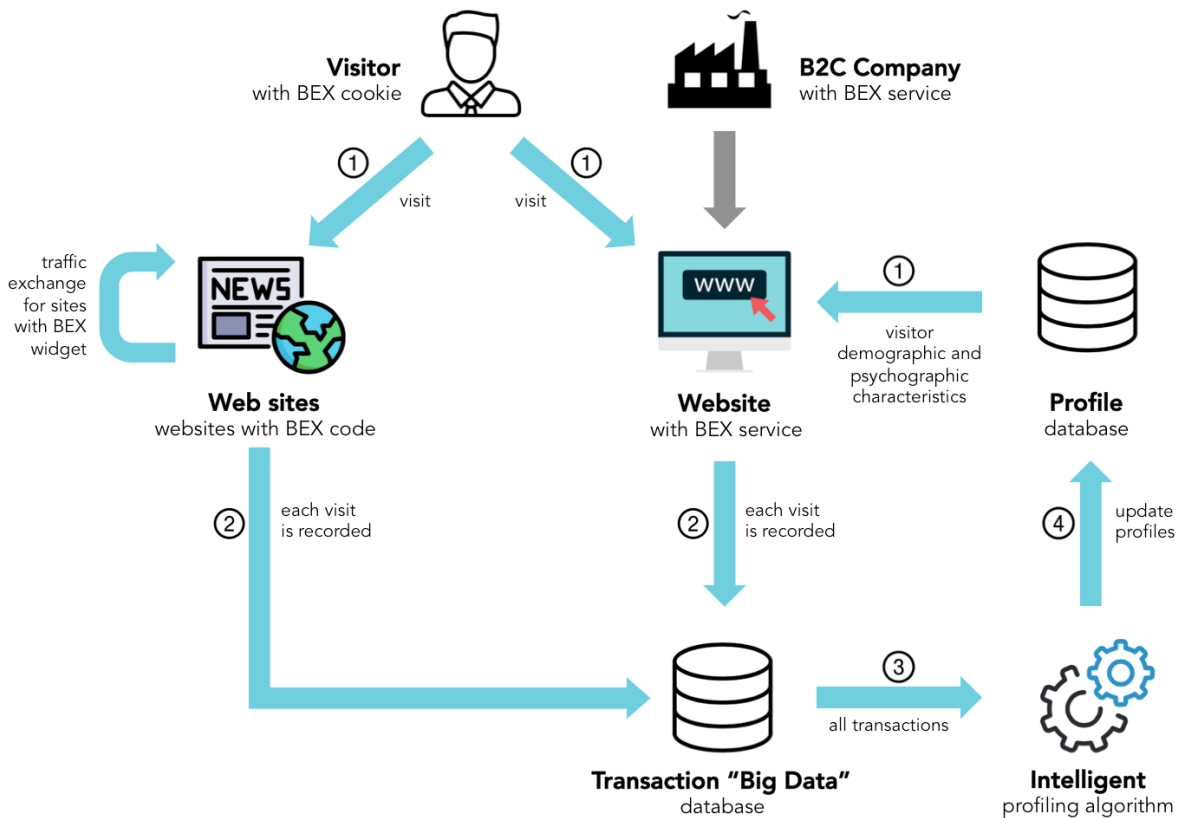 Visitor
with BEX cookie
B2C Company
with BEX service
1
visit
1
visit
traffic
exchange
for sites
with BEX
widget
NEWS
www
1
visitor
demographic and
psychographic
characteristics
Web sites
websites with BEX code
Website
with BEX service
Profile
database
2
each visit
is recorded
2
each visit
is recorded
4
update
profiles
3
all transactions
Transaction “Big Data”
database
Intelligent
profiling algorithm